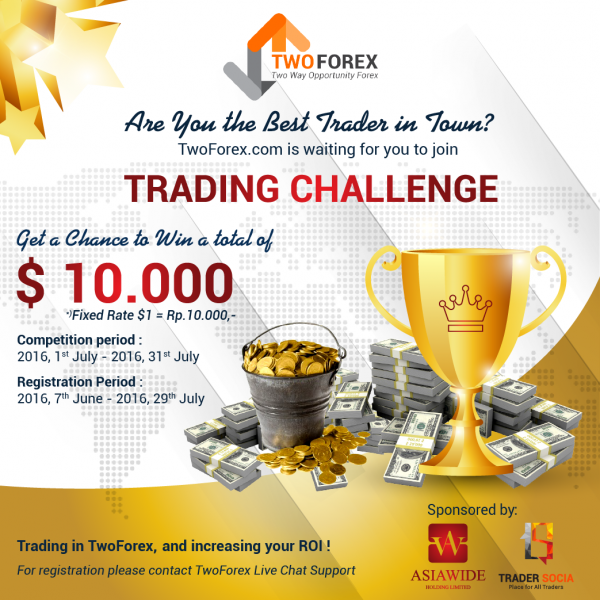 TWOFOREX
Two Way Opportunity Forex
Are You the Best Trader in Town?
TwoForex.com is waiting for you to join
TRADING CHALLENGE
Get a Chance to Win a total of
$ 10.000
*)Fixed Rate $1 = Rp.10.000,-
Competition period :
2016, 1st July - 2016, 31st July
Registration Period :
2016, 7th June - 2016, 29th July
Sponsored by:
Trading in TwoForex, and increasing your ROI !
For registration please contact TwoForex Live Chat Support
ASIAWIDE
HOLDING LIMITED
TRADER SOCIA
Place for All Traders